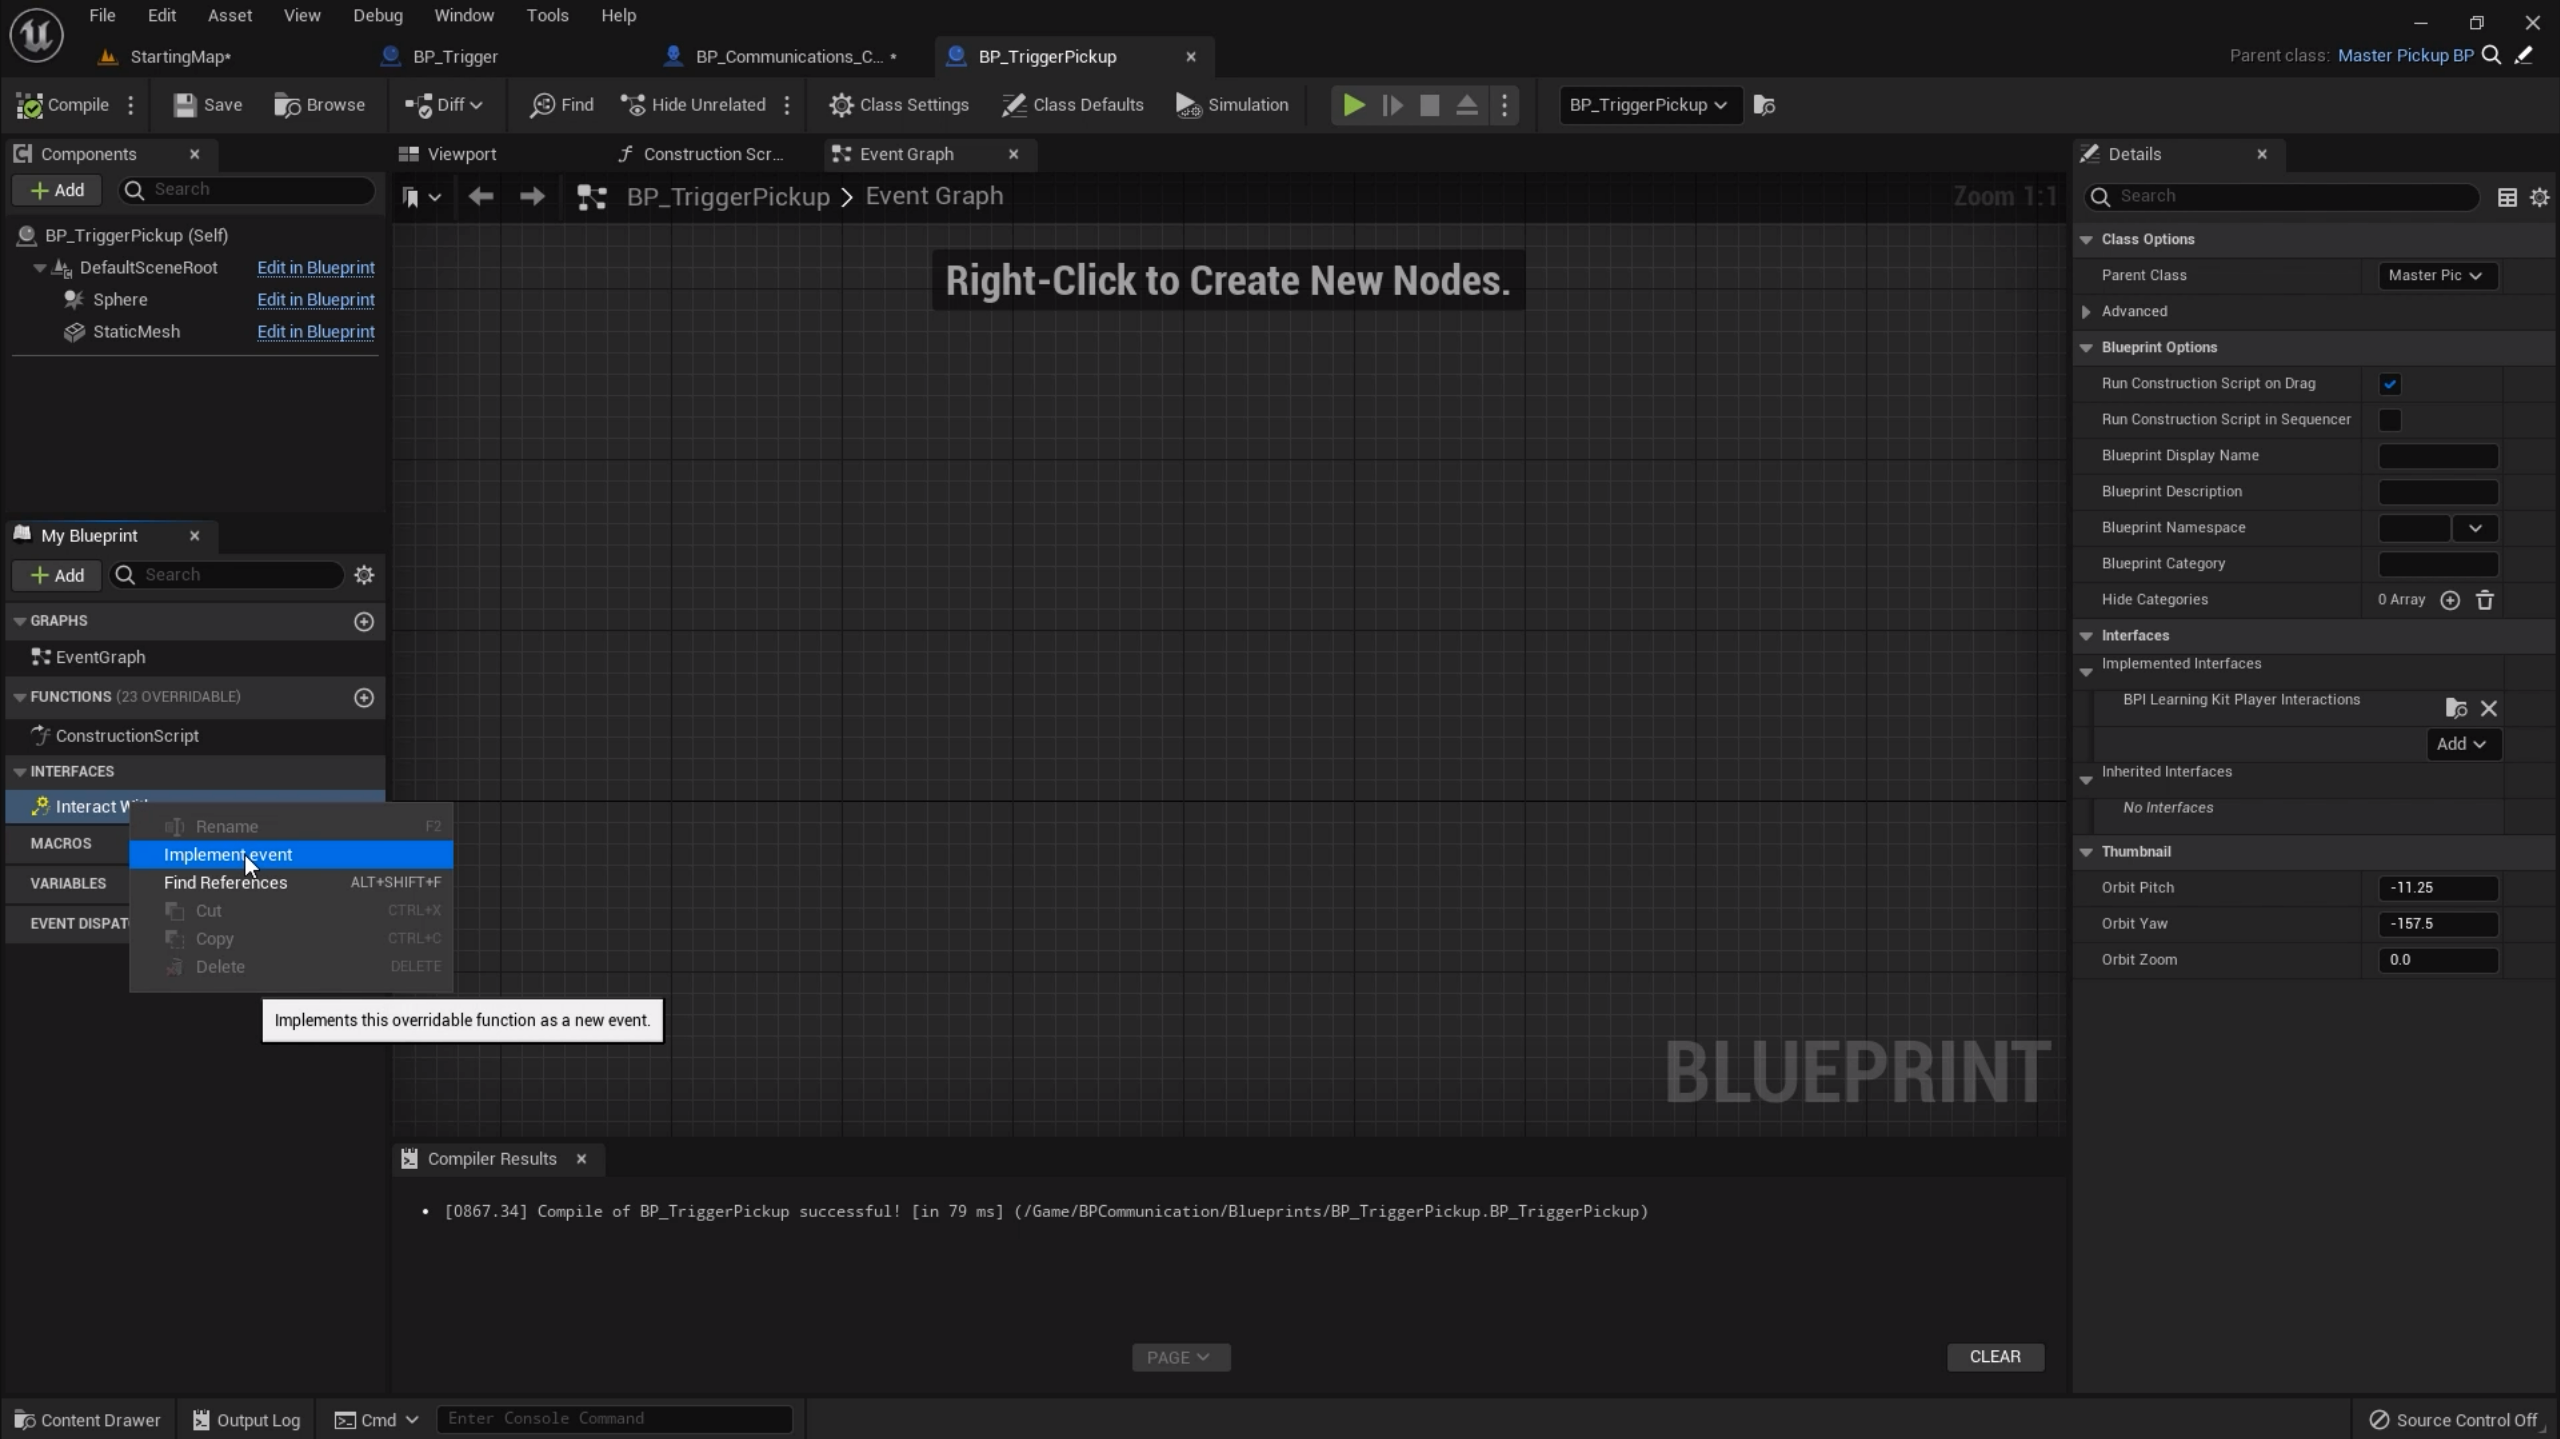 File Edit Asset View Debug Window Tools Help
StartingMap* BP_Trigger BP_Communications_C... * BP_TriggerPickup
Parent class: Master Pickup BP
Compile Save Browse Diff Find Hide Unrelated Class Settings Class Defaults Simulation BP_TriggerPickup
Components
Add Search
BP_TriggerPickup (Self)
DefaultSceneRoot Edit in Blueprint
Sphere Edit in Blueprint
StaticMesh Edit in Blueprint
My Blueprint
Add Search
GRAPHS
EventGraph
FUNCTIONS (23 OVERRIDABLE)
ConstructionScript
INTERFACES
Interact
MACROS
VARIABLES
EVENT
Rename F2
Implement event
Find References ALT+SHIFT+F
Cut CTRL+X
Copy CTRL+C
Delete DELETE
Implements this overridable function as a new event.
Viewport Construction Scr... Event Graph
BP_TriggerPickup > Event Graph
Zoom 1:1
Right-Click to Create New Nodes.
BLUEPRINT
Compiler Results
• [0867.34] Compile of BP_TriggerPickup successful! [in 79 ms] (/Game/BPCommunication/Blueprints/BP_TriggerPickup.BP_TriggerPickup)
PAGE
CLEAR
Details
Search
Class Options
Parent Class Master Pic
Advanced
Blueprint Options
Run Construction Script on Drag
Run Construction Script in Sequencer
Blueprint Display Name
Blueprint Description
Blueprint Namespace
Blueprint Category
Hide Categories 0 Array
Interfaces
Implemented Interfaces
BPI Learning Kit Player Interactions
Add
Inherited Interfaces
No Interfaces
Thumbnail
Orbit Pitch -11.25
Orbit Yaw -157.5
Orbit Zoom 0.0
Content Drawer Output Log Cmd Enter Console Command
Source Control Off